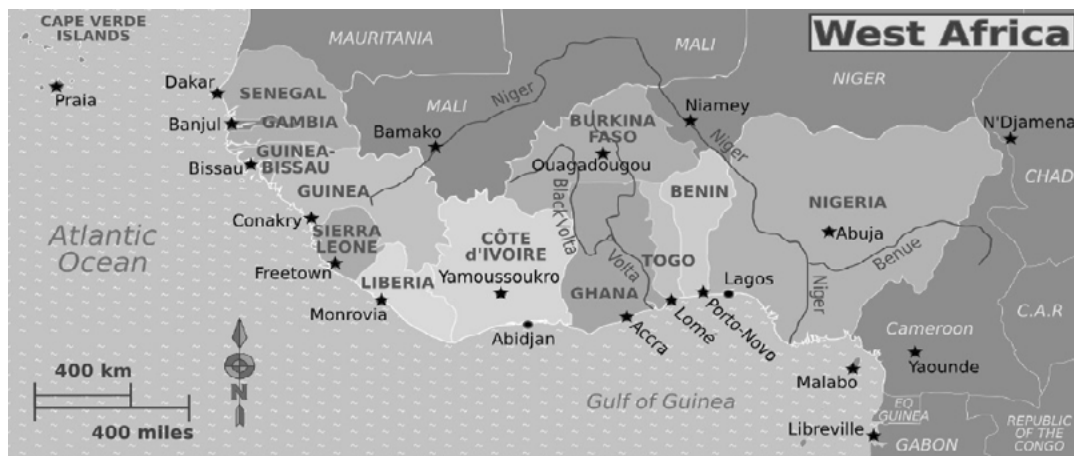 West Africa
CAPE VERDE
ISLANDS
Praia
MAURITANIA
MALI
NIGER
Dakar
SENEGAL
Banjul
GAMBIA
MALI
Niger
Bamako
Niamey
Niger
N'Djamena
CHAD
BURKINA
FASO
Ouagadougou
GUINEA-
BISSAU
Bissau
GUINEA
Black Volta
BENIN
NIGERIA
Abuja
Benue
Conakry
SIERRA
LEONE
Freetown
CÔTE
d'IVOIRE
Yamoussoukro
Volta
TOGO
Lagos
Niger
Atlantic
Ocean
LIBERIA
Monrovia
GHANA
Abidjan
Accra
Lomé
Porto-Novo
Cameroon
Yaounde
C.A.R
Malabo
Gulf of Guinea
EQ
GUINEA
Libreville
GABON
REPUBLIC
OF THE
CONGO
400 km
400 miles
N